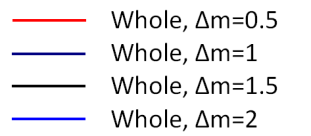 Whole, Δm=0.5
Whole, Δm=1
Whole, Δm=1.5
Whole, Δm=2